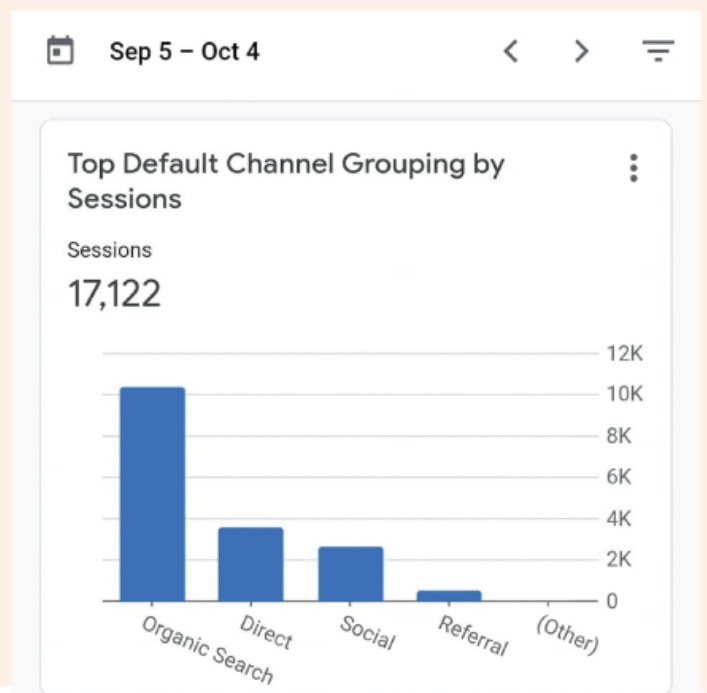 Sep 5 – Oct 4
Top Default Channel Grouping by
Sessions
Sessions
17,122
12K
10K
8K
6K
4K
2K
0
Organic Search
Direct
Social
Referral
(Other)